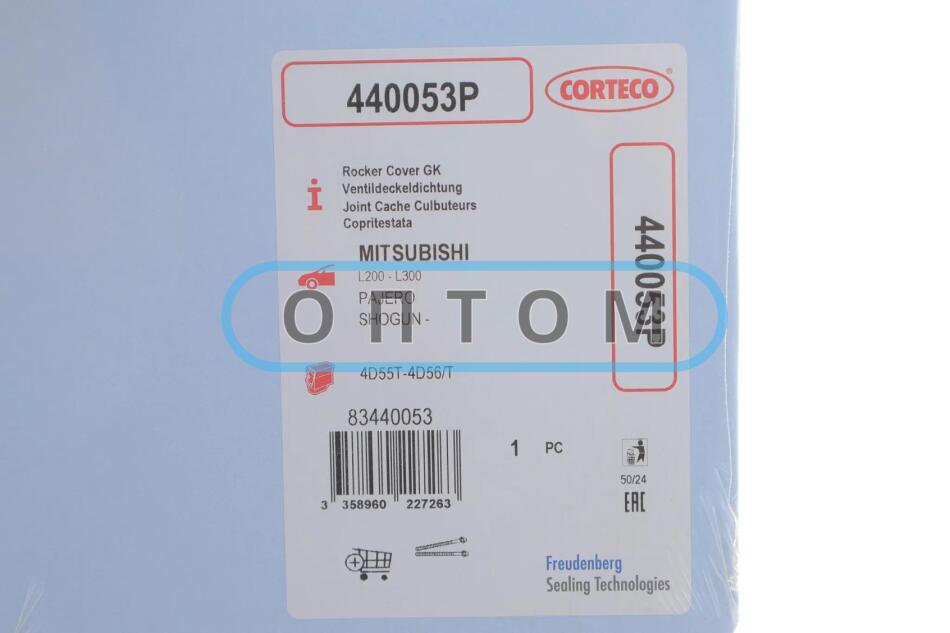 440053P
CORTECO®
Rocker Cover GK
Ventildeckeldichtung
Joint Cache Culbuteurs
Copritestata
MITSUBISHI
L200 - L300
PAJERO
SHOGUN -
440053P
ОПТОМ
4D55T-4D56/T
83440053
3 358960 227263
1 PC
50/24
EAC
Freudenberg
Sealing Technologies